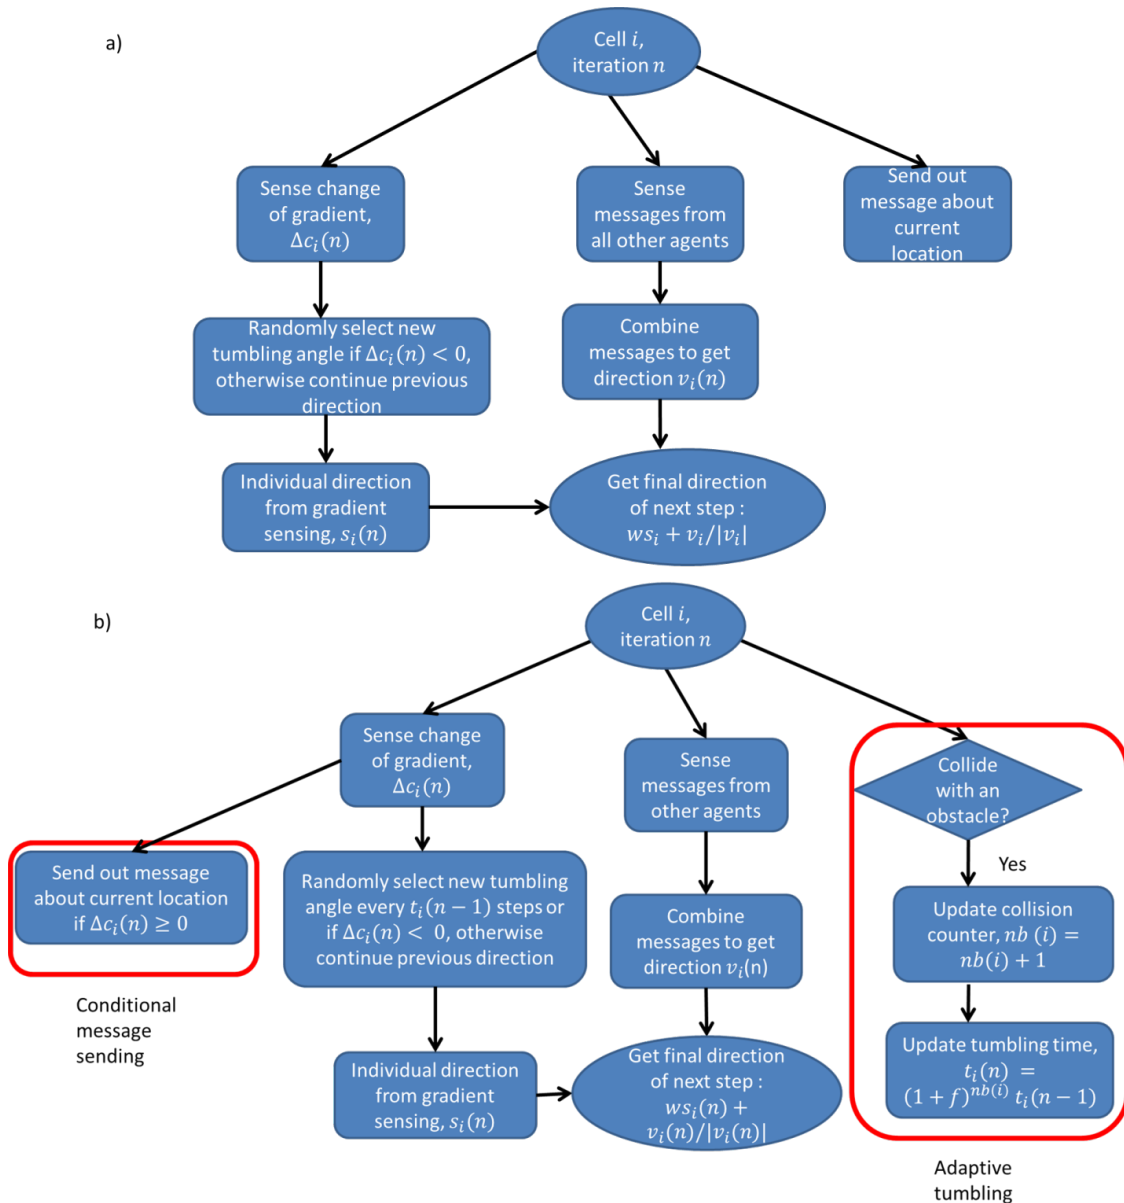 a)
Cell i,
iteration n
Sense change
of gradient,
Δc_i(n)
Sense
messages from
all other agents
Send out
message about
current
location
Randomly select new
tumbling angle if Δc_i(n) < 0,
otherwise continue previous
direction
Combine
messages to get
direction v_i(n)
Individual direction
from gradient
sensing, s_i(n)
Get final direction
of next step :
ws_i + v_i/|v_i|
b)
Cell i,
iteration n
Sense change
of gradient,
Δc_i(n)
Sense
messages from
other agents
Collide
with an
obstacle?
Yes
Send out message
about current location
if Δc_i(n) ≥ 0
Conditional
message
sending
Randomly select new tumbling
angle every t_i(n − 1) steps or
if Δc_i(n) < 0, otherwise
continue previous direction
Combine
messages to get
direction v_i(n)
Update collision
counter, nb (i) =
nb(i) + 1
Individual direction
from gradient
sensing, s_i(n)
Get final direction
of next step :
ws_i(n) +
v_i(n)/|v_i(n)|
Update tumbling time,
t_i(n) =
(1 + f)^{nb(i)} t_i(n − 1)
Adaptive
tumbling